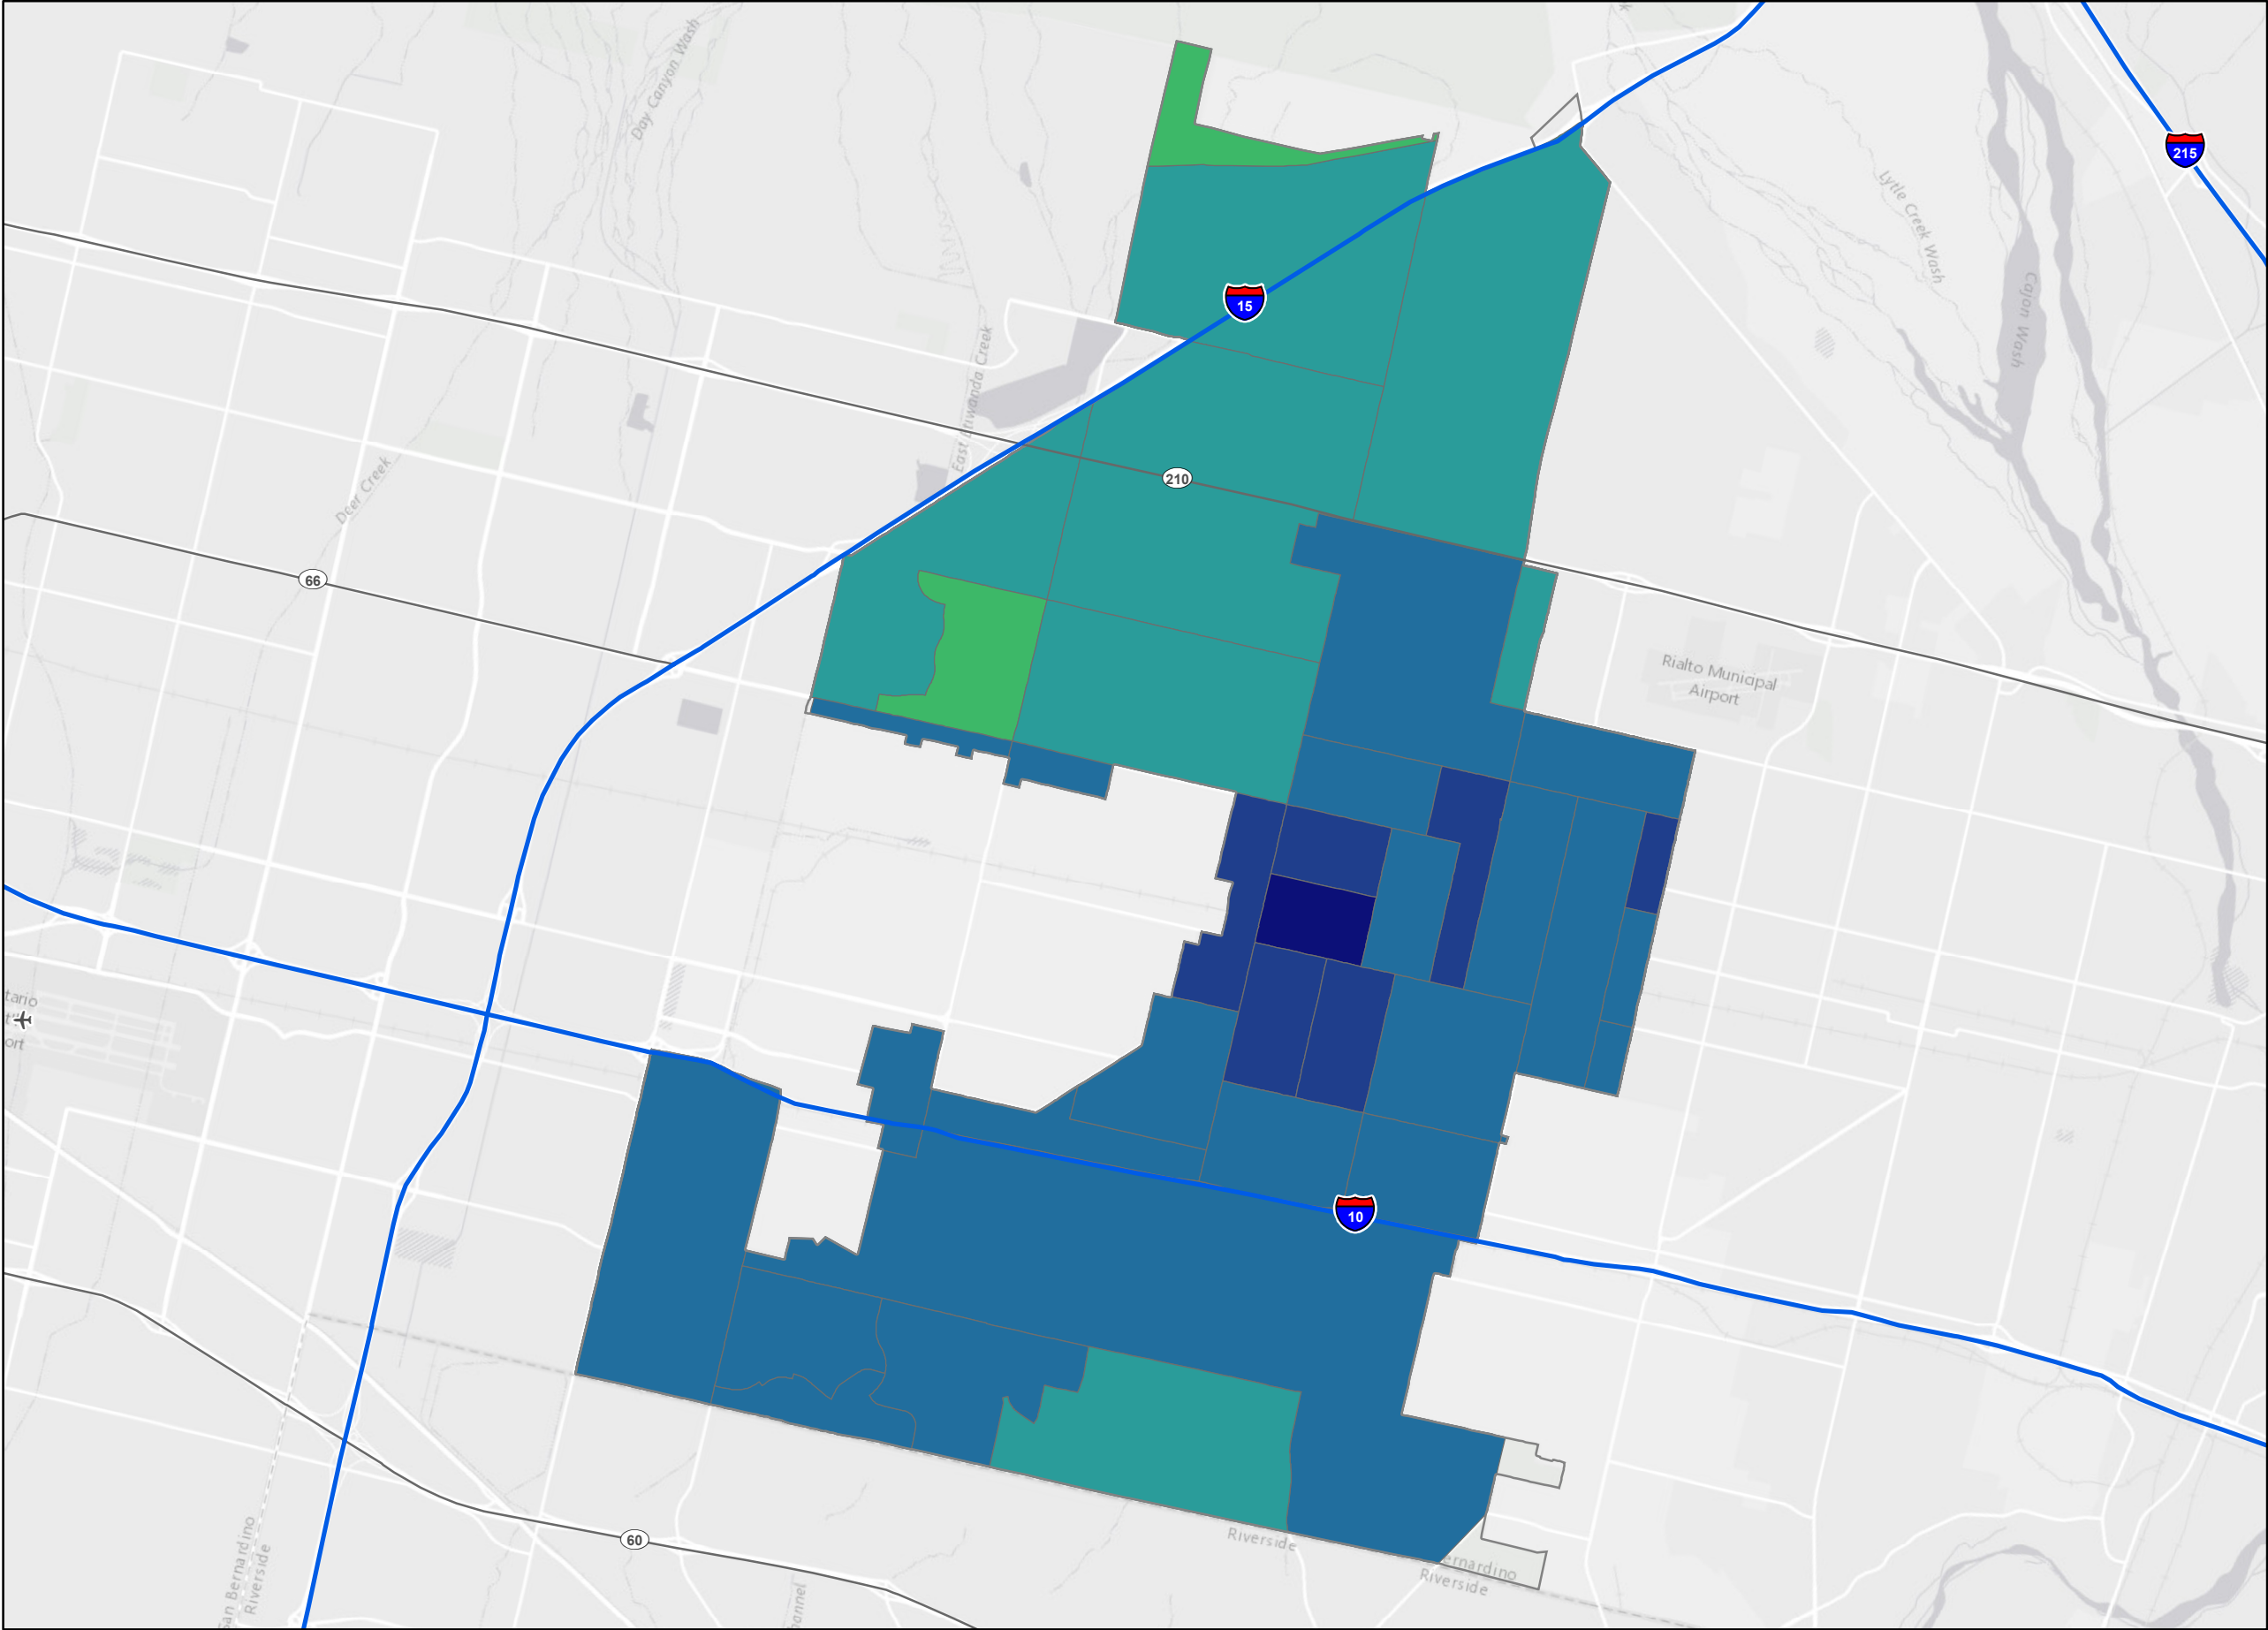 Day Canyon Wash
215
Lytle Creek Wash
Cajon Wash
15
East Etiwanda Creek
Deer Creek
210
66
Rialto Municipal
Airport
tario
ort
10
60
San Bernardino
Riverside
Riverside
ernardino
Riverside
annel